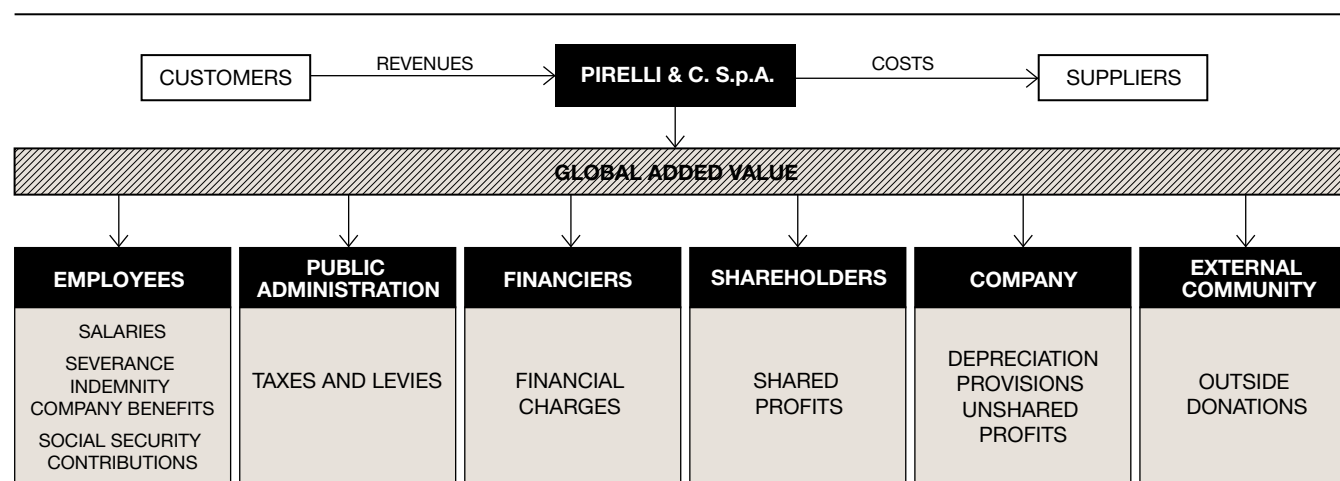 CUSTOMERS
REVENUES
PIRELLI & C. S.p.A.
COSTS
SUPPLIERS
GLOBAL ADDED VALUE
EMPLOYEES
SALARIES
SEVERANCE
INDEMNITY
COMPANY BENEFITS
SOCIAL SECURITY
CONTRIBUTIONS
PUBLIC
ADMINISTRATION
TAXES AND LEVIES
FINANCIERS
FINANCIAL
CHARGES
SHAREHOLDERS
SHARED
PROFITS
COMPANY
DEPRECIATION
PROVISIONS
UNSHARED
PROFITS
EXTERNAL
COMMUNITY
OUTSIDE
DONATIONS